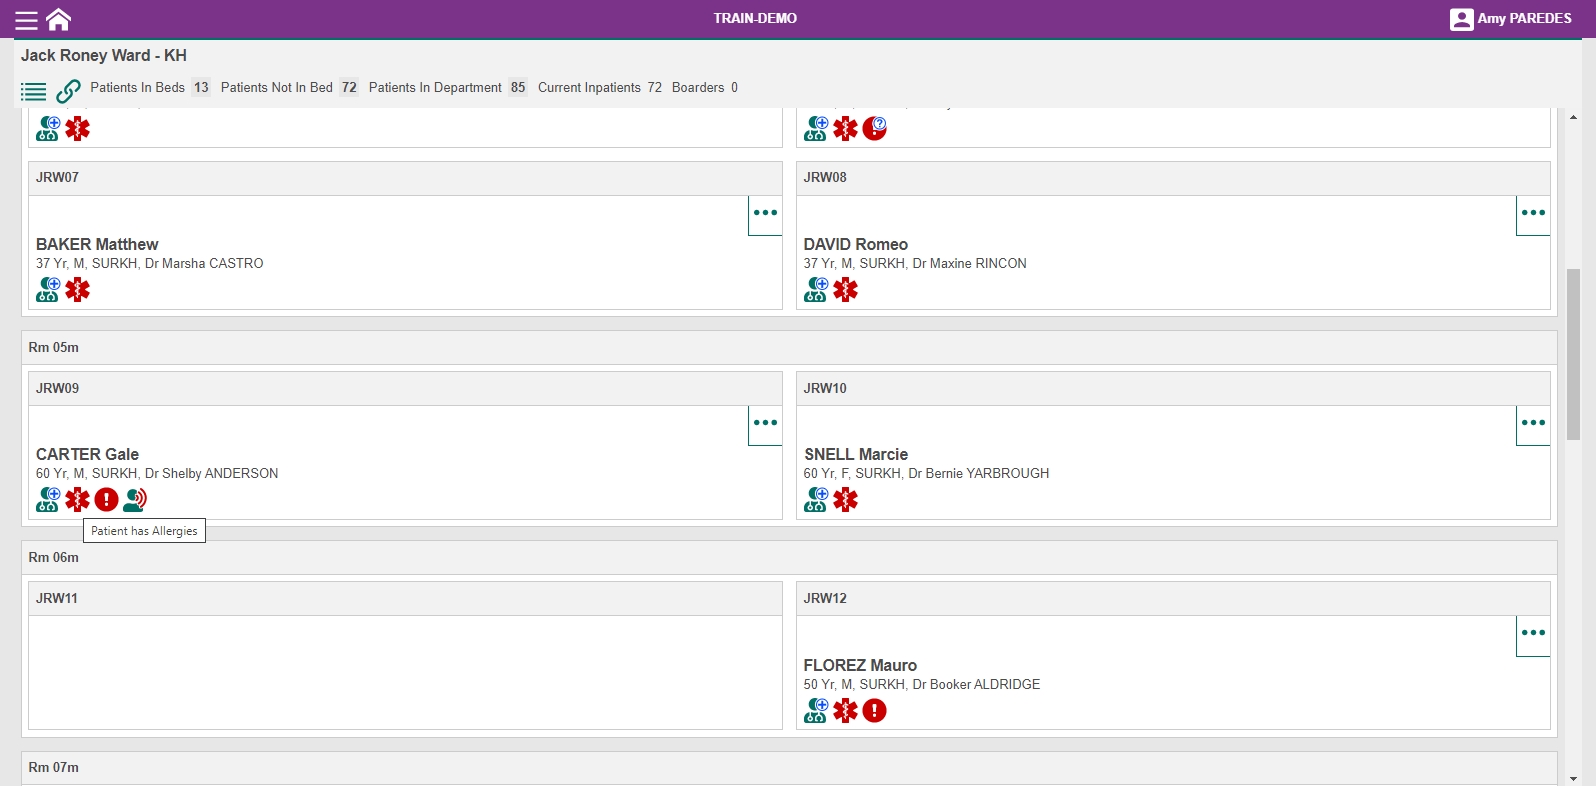 TRAIN-DEMO
Amy PAREDES
Jack Roney Ward - KH
Patients In Beds 13 Patients Not In Bed 72 Patients In Department 85 Current Inpatients 72 Boarders 0
JRW07
JRW08
BAKER Matthew
37 Yr, M, SURKH, Dr Marsha CASTRO
DAVID Romeo
37 Yr, M, SURKH, Dr Maxine RINCON
Rm 05m
JRW09
JRW10
CARTER Gale
60 Yr, M, SURKH, Dr Shelby ANDERSON
SNELL Marcie
60 Yr, F, SURKH, Dr Bernie YARBROUGH
Patient has Allergies
Rm 06m
JRW11
JRW12
FLOREZ Mauro
50 Yr, M, SURKH, Dr Booker ALDRIDGE
Rm 07m